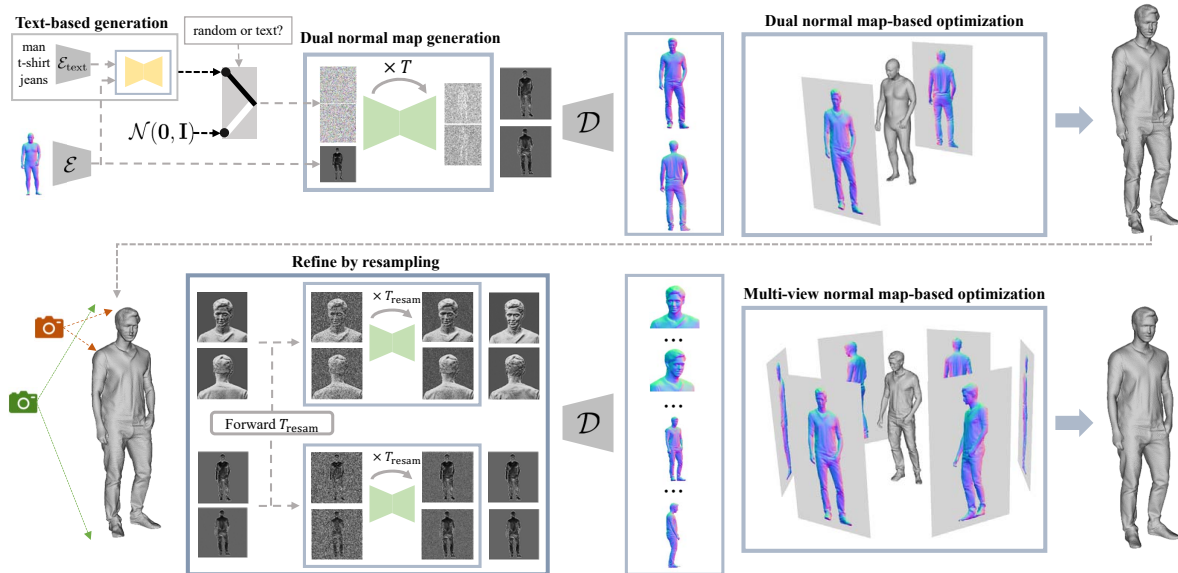 Text-based generation
man
t-shirt
jeans
ℰ_text
random or text?
𝒩(0, I)
ℰ
Dual normal map generation
× T
𝒟
Dual normal map-based optimization
Refine by resampling
× T_resam
Forward T_resam
× T_resam
𝒟
...
...
...
Multi-view normal map-based optimization